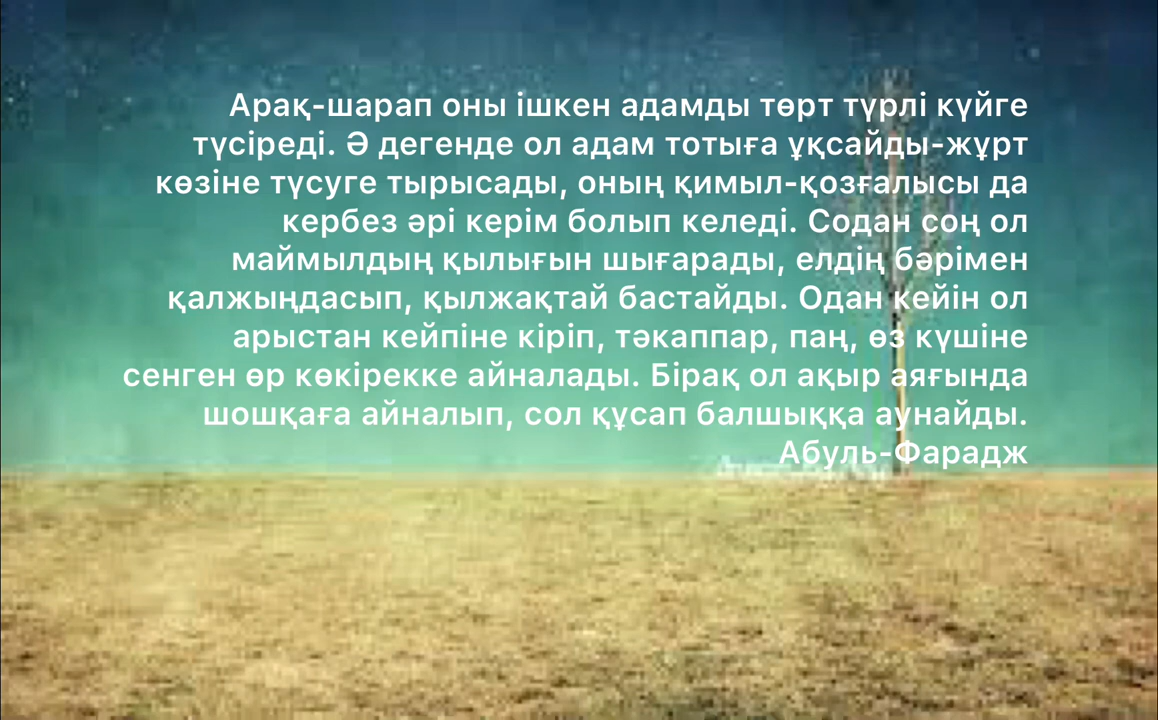 Арақ-шарап оны ішкен адамды төрт түрлі күйге
түсіреді. Ә дегенде ол адам тотыға ұқсайды-жұрт
көзіне түсуге тырысады, оның қимыл-қозғалысы да
кербез әрі керім болып келеді. Содан соң ол
маймылдың қылығын шығарады, елдің бәрімен
қалжыңдасып, қылжақтай бастайды. Одан кейін ол
арыстан кейпіне кіріп, тәкаппар, паң, өз күшіне
сенген өр көкірекке айналады. Бірақ ол ақыр аяғында
шошқаға айналып, сол құсап балшыққа аунайды.
Абуль-Фарадж